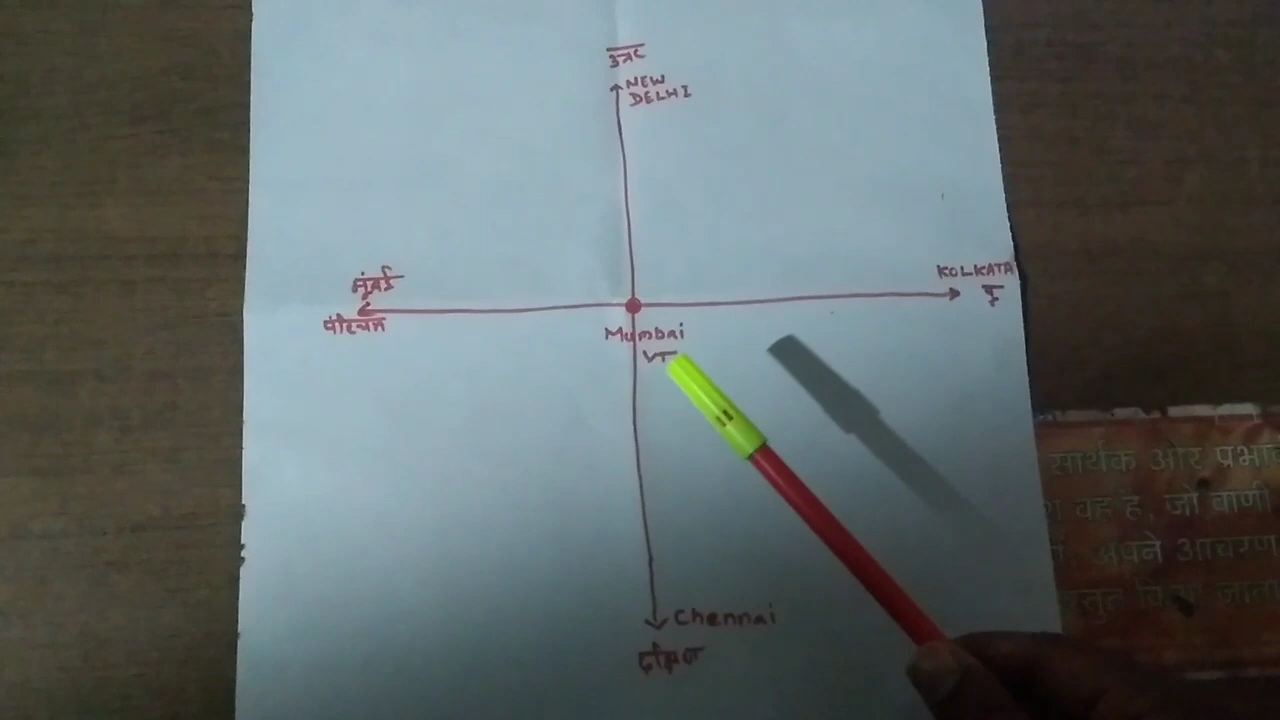 उत्तर
NEW
DELHI
मुंबई
पश्चिम
KOLKATA
पू
Mumbai
VT
Chennai
दक्षिण
सार्थक और प्रभाव
वह है, जो वाणी
अपने आचरण